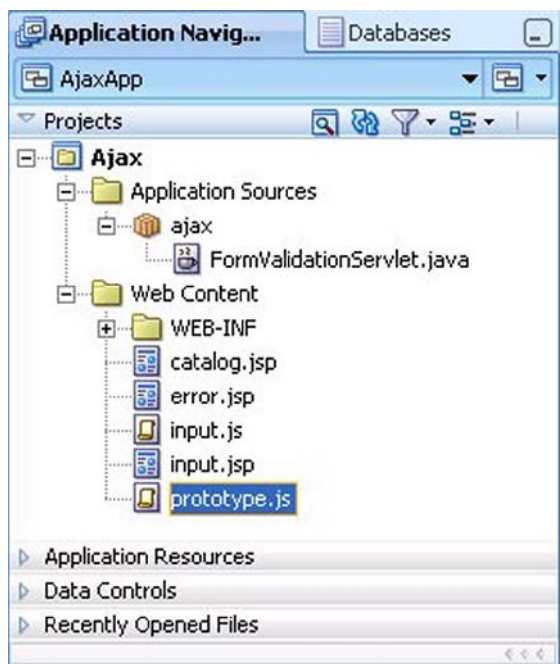 Application Navig...
Databases
AjaxApp
Projects
Ajax
Application Sources
ajax
FormValidationServlet.java
Web Content
WEB-INF
catalog.jsp
error.jsp
input.js
input.jsp
prototype.js
Application Resources
Data Controls
Recently Opened Files